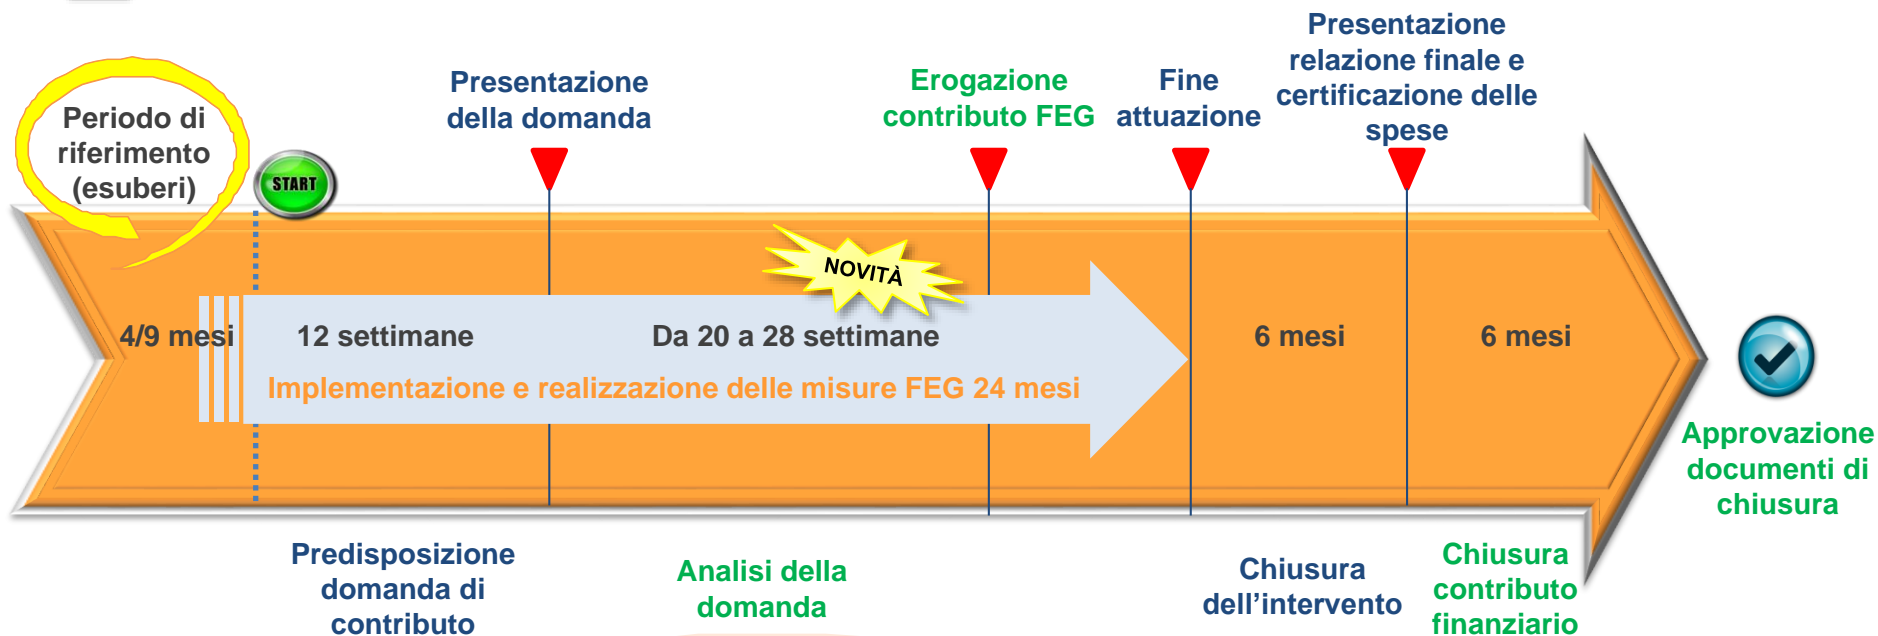 Presentazione
relazione finale e
certificazione delle
spese
Periodo di
riferimento
(esuberi)
START
Presentazione
della domanda
Erogazione
contributo FEG
Fine
attuazione
NOVITÀ
4/9 mesi
12 settimane
Da 20 a 28 settimane
6 mesi
6 mesi
Implementazione e realizzazione delle misure FEG 24 mesi
Approvazione
documenti di
chiusura
Predisposizione
domanda di
contributo
Analisi della
domanda
Chiusura
dell'intervento
Chiusura
contributo
finanziario